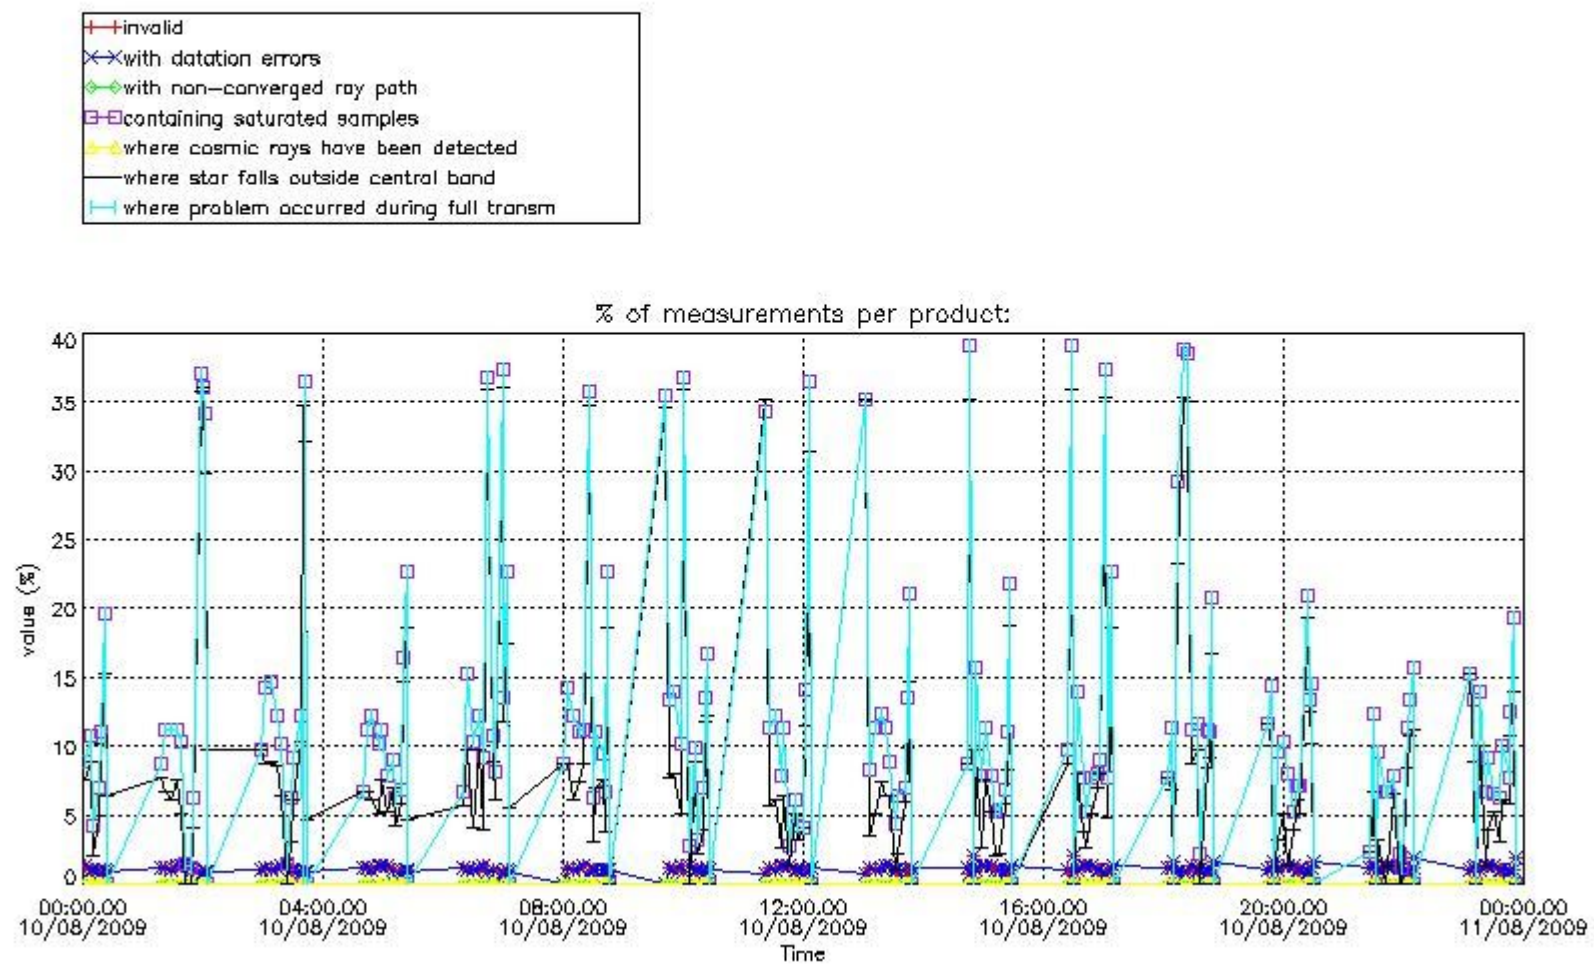 invalid
with datation errors
with non-converged ray path
containing saturated samples
where cosmic rays have been detected
where star falls outside central band
where problem occurred during full transm
% of measurements per product:
40
35
30
25
20
15
10
5
0
value (%)
00:00:00 04:00:00 08:00:00 12:00:00 16:00:00 20:00:00 00:00:00
10/08/2009 10/08/2009 10/08/2009 10/08/2009 10/08/2009 10/08/2009 11/08/2009
Time